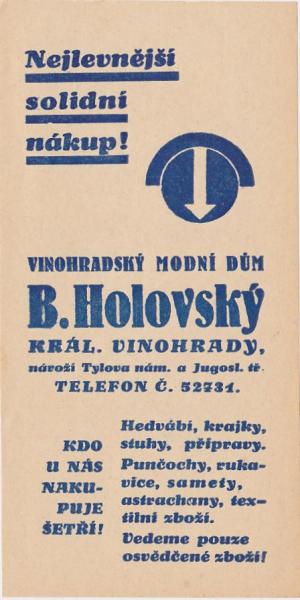 Nejlevnější
solidní
nákup!
VINOHRADSKÝ MODNÍ DŮM
B. Holovský
KRÁL. VINOHRADY,
nároží Tylova nám. a Jugosl. tř.
TELEFON Č. 52731.
KDO
U NÁS
NAKU-
PUJE
ŠETŘÍ!
Hedvábí, krajky,
stuhy, přípravy.
Punčochy, ruka-
vice, samety,
astrachany, tex-
tilní zboží.
Vedeme pouze
osvědčené zboží!